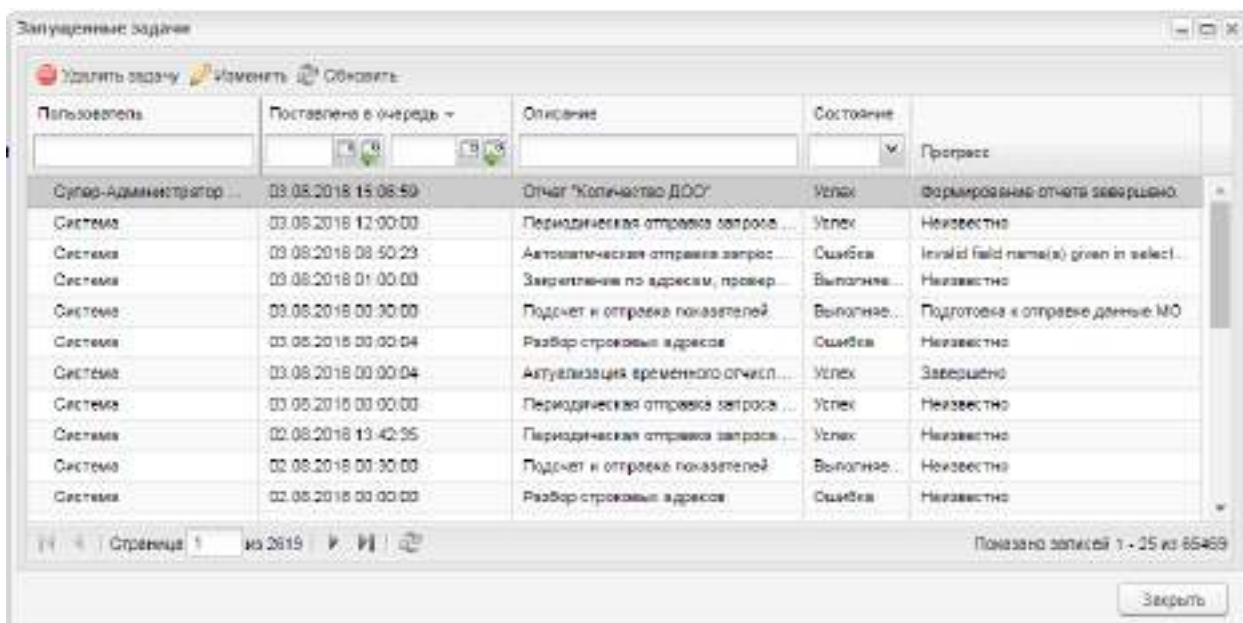 Запущенные задачи
Удалить задачу Изменить Обновить
Пользователь Поставлена в очередь Описание Состояние Прогресс
Супер-Администратор ... 03.08.2018 15:06:59 Отчет "Количество ДОО" Успех Формирование отчета завершено.
Система 03.08.2018 12:00:00 Периодическая отправка запроса ... Успех Неизвестно
Система 03.08.2018 08:50:23 Автоматическая отправка запрос... Ошибка Invalid field name(s) given in select...
Система 03.08.2018 01:00:00 Закрепление по адресам, провер... Выполняе... Неизвестно
Система 03.08.2018 00:30:00 Подсчет и отправка показателей Выполняе... Подготовка к отправке данные МО
Система 03.08.2018 00:00:04 Разбор строковых адресов Ошибка Неизвестно
Система 03.08.2018 00:00:04 Актуализация временного отчисл... Успех Завершено
Система 03.08.2018 00:00:00 Периодическая отправка запроса ... Успех Неизвестно
Система 02.08.2018 13:42:35 Периодическая отправка запроса ... Успех Неизвестно
Система 02.08.2018 00:30:00 Подсчет и отправка показателей Выполняе... Неизвестно
Система 02.08.2018 00:00:00 Разбор строковых адресов Ошибка Неизвестно
Страница 1 из 2619 Показано записей 1 - 25 из 65469
Закрыть